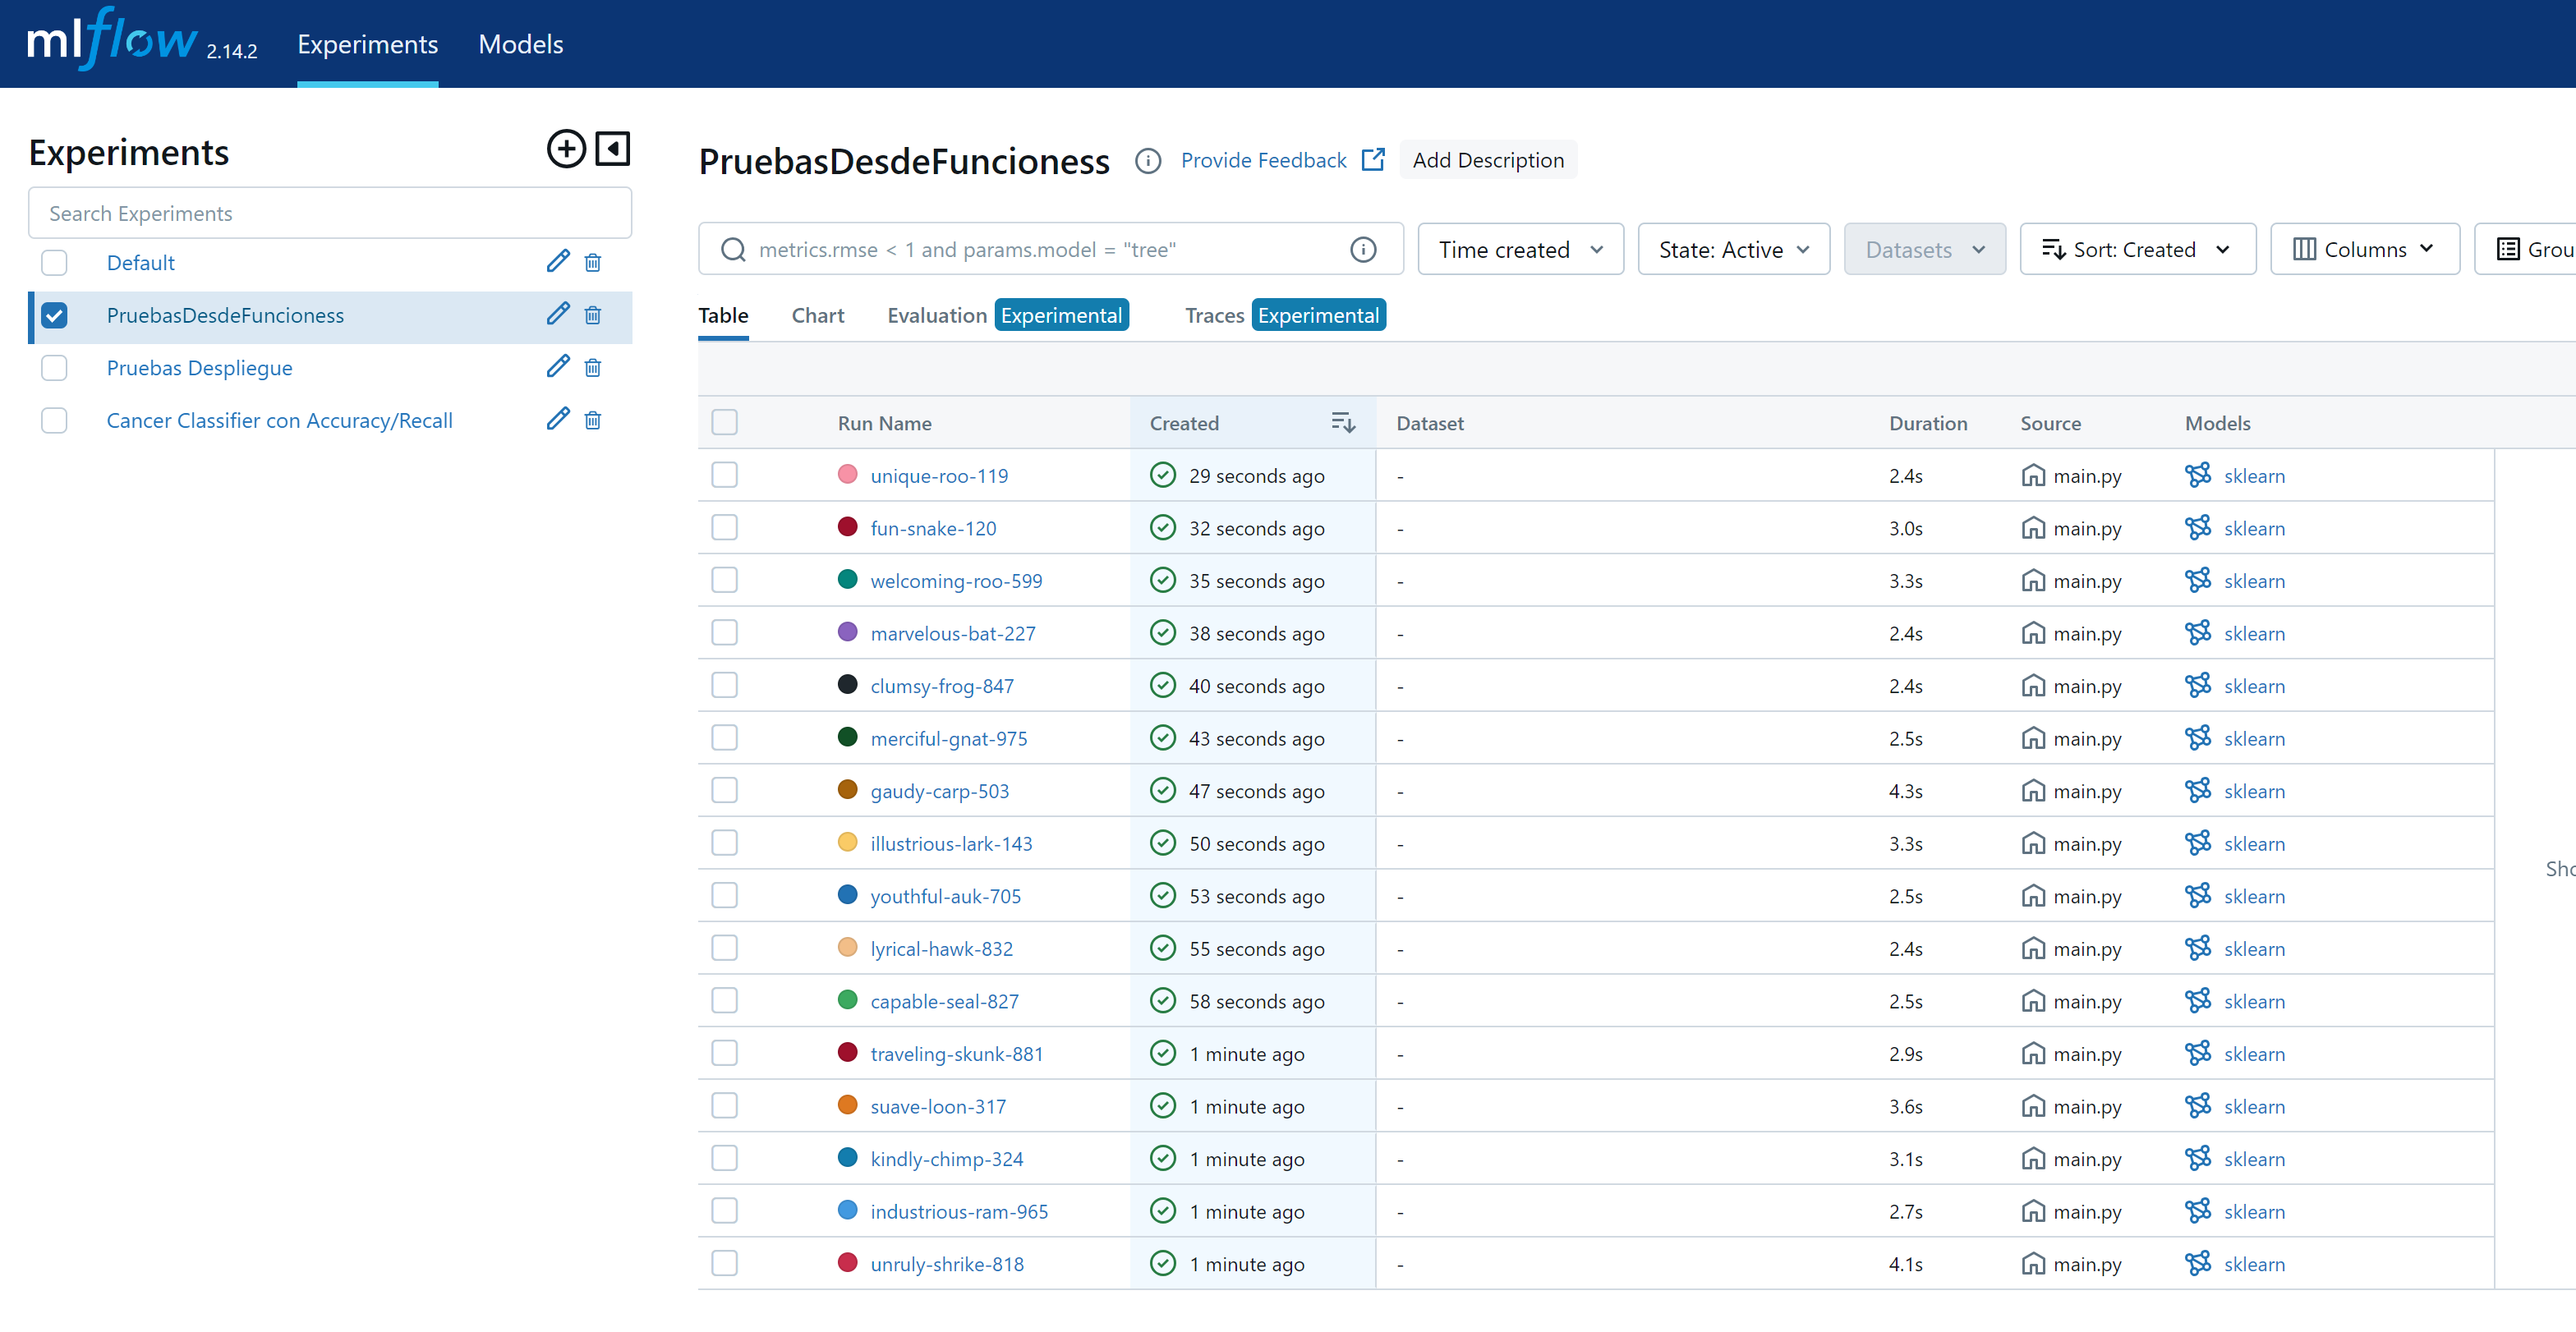 mlflow 2.14.2 Experiments Models
Experiments
Search Experiments
Default
PruebasDesdeFuncioness
Pruebas Despliegue
Cancer Classifier con Accuracy/Recall
PruebasDesdeFuncioness Provide Feedback Add Description
metrics.rmse < 1 and params.model = "tree" Time created State: Active Datasets Sort: Created Columns Grou
Table Chart Evaluation Experimental Traces Experimental
Run Name Created Dataset Duration Source Models
unique-roo-119 29 seconds ago - 2.4s main.py sklearn
fun-snake-120 32 seconds ago - 3.0s main.py sklearn
welcoming-roo-599 35 seconds ago - 3.3s main.py sklearn
marvelous-bat-227 38 seconds ago - 2.4s main.py sklearn
clumsy-frog-847 40 seconds ago - 2.4s main.py sklearn
merciful-gnat-975 43 seconds ago - 2.5s main.py sklearn
gaudy-carp-503 47 seconds ago - 4.3s main.py sklearn
illustrious-lark-143 50 seconds ago - 3.3s main.py sklearn
youthful-auk-705 53 seconds ago - 2.5s main.py sklearn
lyrical-hawk-832 55 seconds ago - 2.4s main.py sklearn
capable-seal-827 58 seconds ago - 2.5s main.py sklearn
traveling-skunk-881 1 minute ago - 2.9s main.py sklearn
suave-loon-317 1 minute ago - 3.6s main.py sklearn
kindly-chimp-324 1 minute ago - 3.1s main.py sklearn
industrious-ram-965 1 minute ago - 2.7s main.py sklearn
unruly-shrike-818 1 minute ago - 4.1s main.py sklearn
Sho